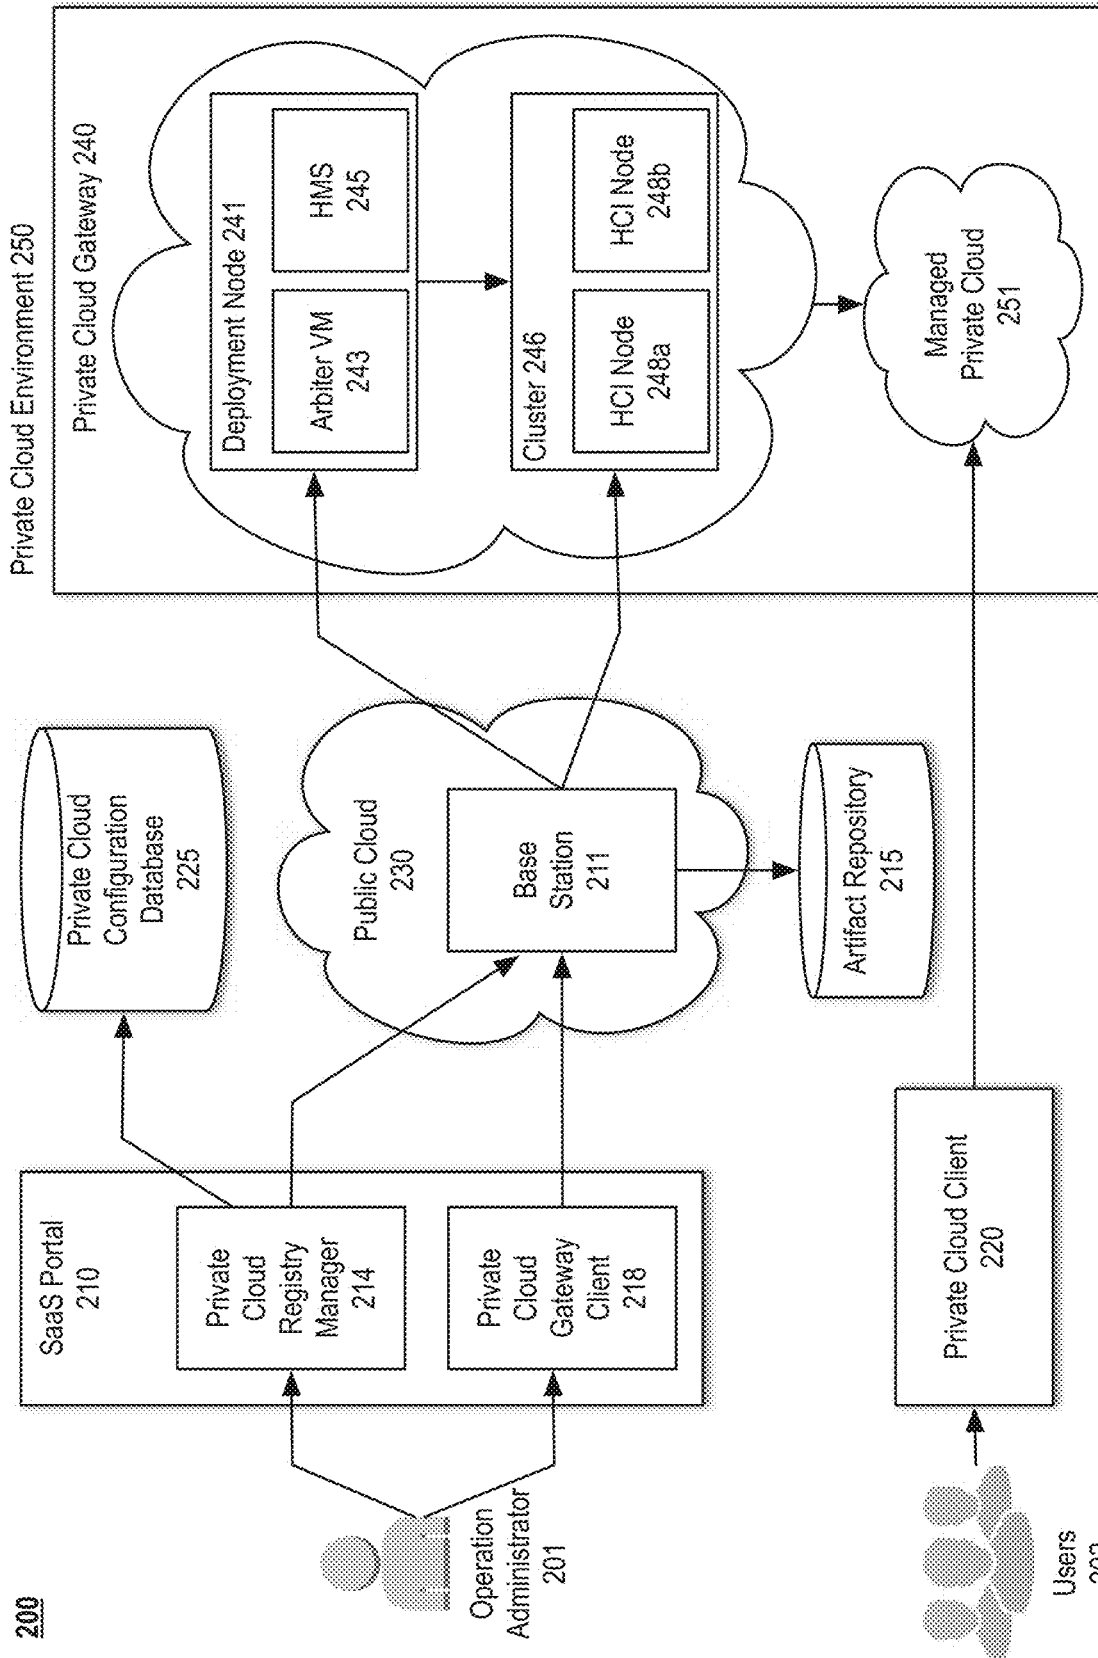 200
Operation
Administrator
201
SaaS Portal
210
Private
Cloud
Registry
Manager
214
Private
Cloud
Gateway
Client
218
Private Cloud
Configuration
Database
225
Public Cloud
230
Base
Station
211
Artifact Repository
215
Private Cloud Environment 250
Private Cloud Gateway 240
Deployment Node 241
Arbiter VM
243
HMS
245
Cluster 246
HCI Node
248a
HCI Node
248b
Managed
Private Cloud
251
Users
Private Cloud Client
220